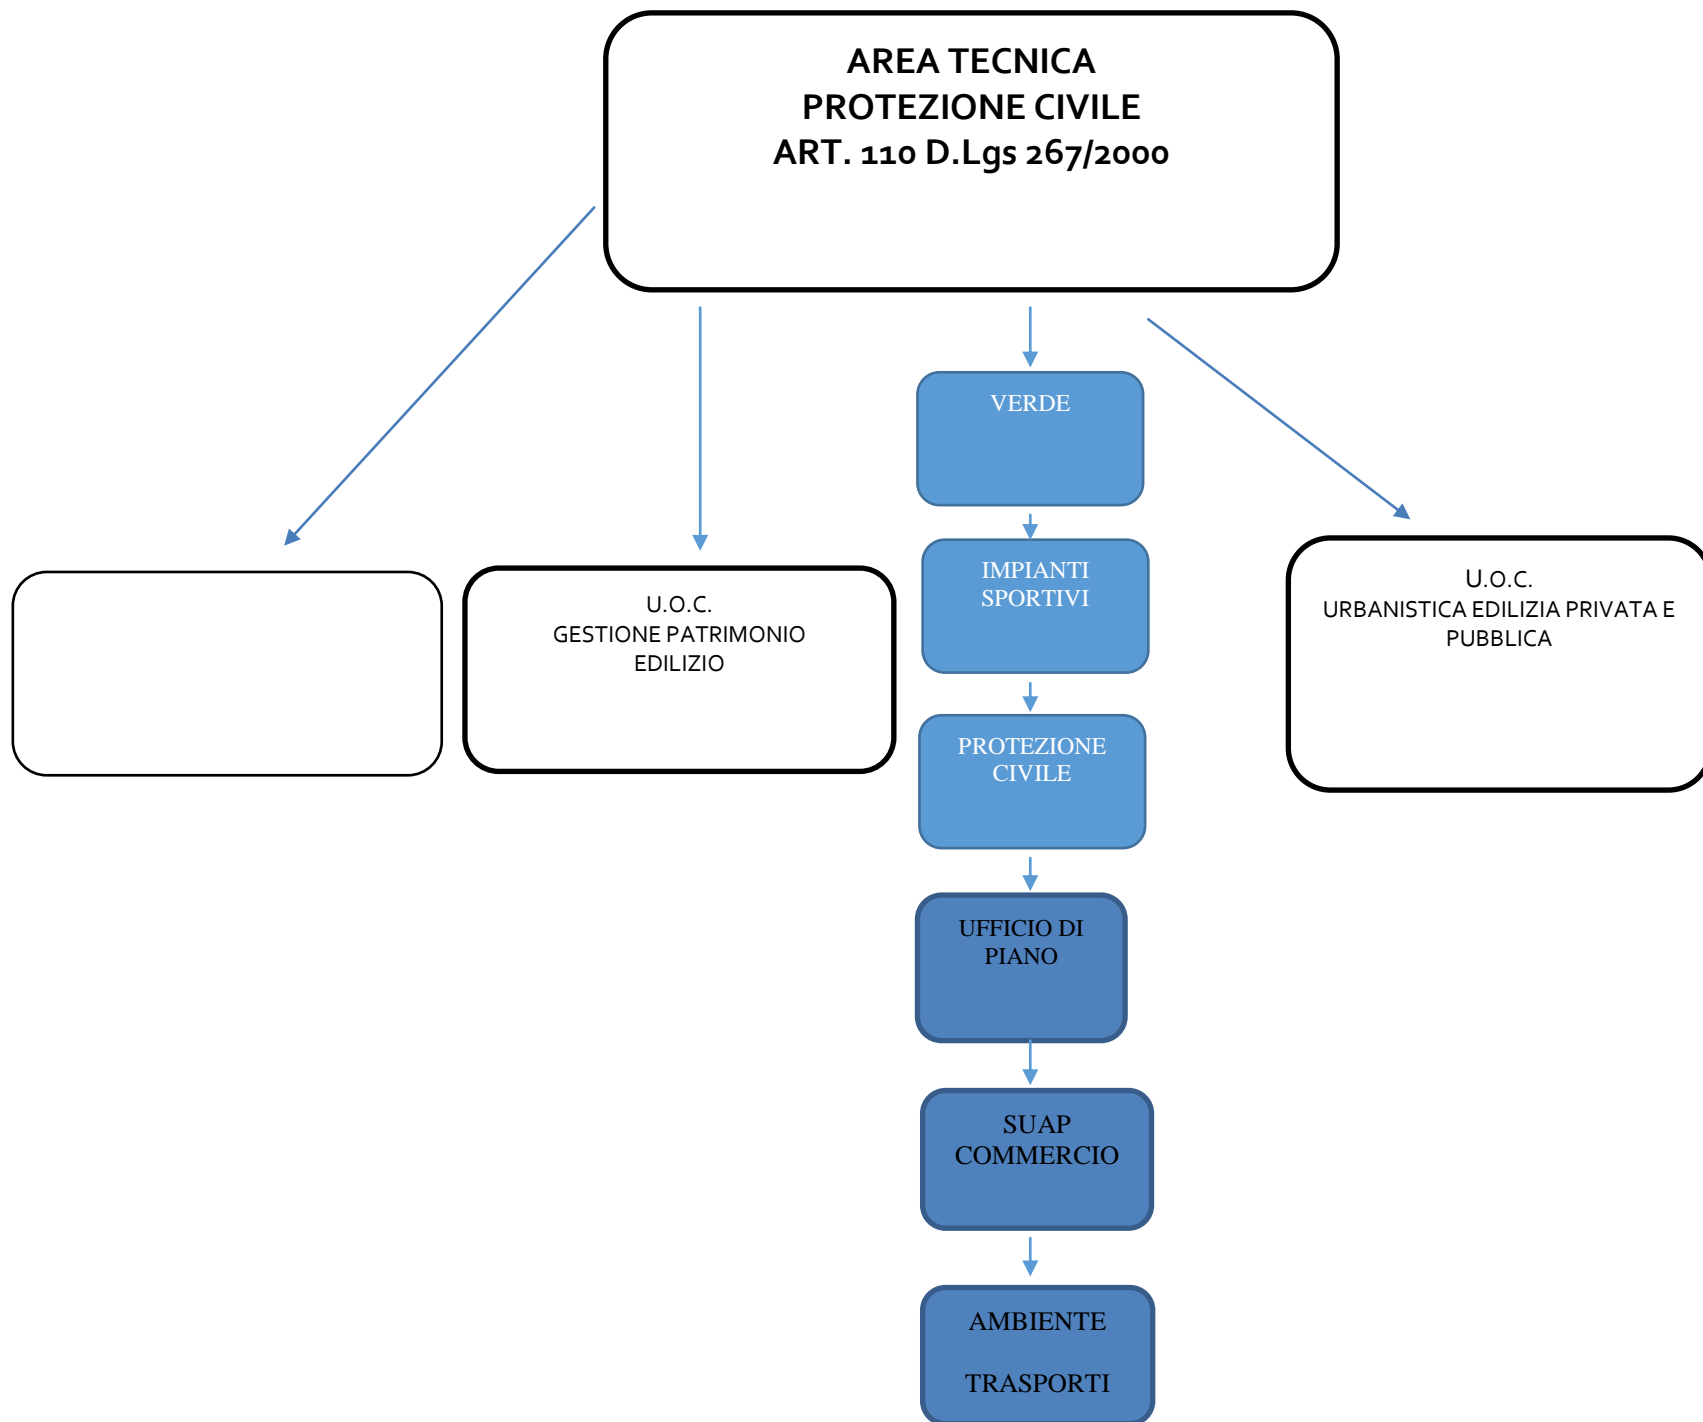 AREA TECNICA
PROTEZIONE CIVILE
ART. 110 D.Lgs 267/2000
VERDE
IMPIANTI
SPORTIVI
U.O.C.
GESTIONE PATRIMONIO
EDILIZIO
U.O.C.
URBANISTICA EDILIZIA PRIVATA E
PUBBLICA
PROTEZIONE
CIVILE
UFFICIO DI
PIANO
SUAP
COMMERCIO
AMBIENTE
TRASPORTI